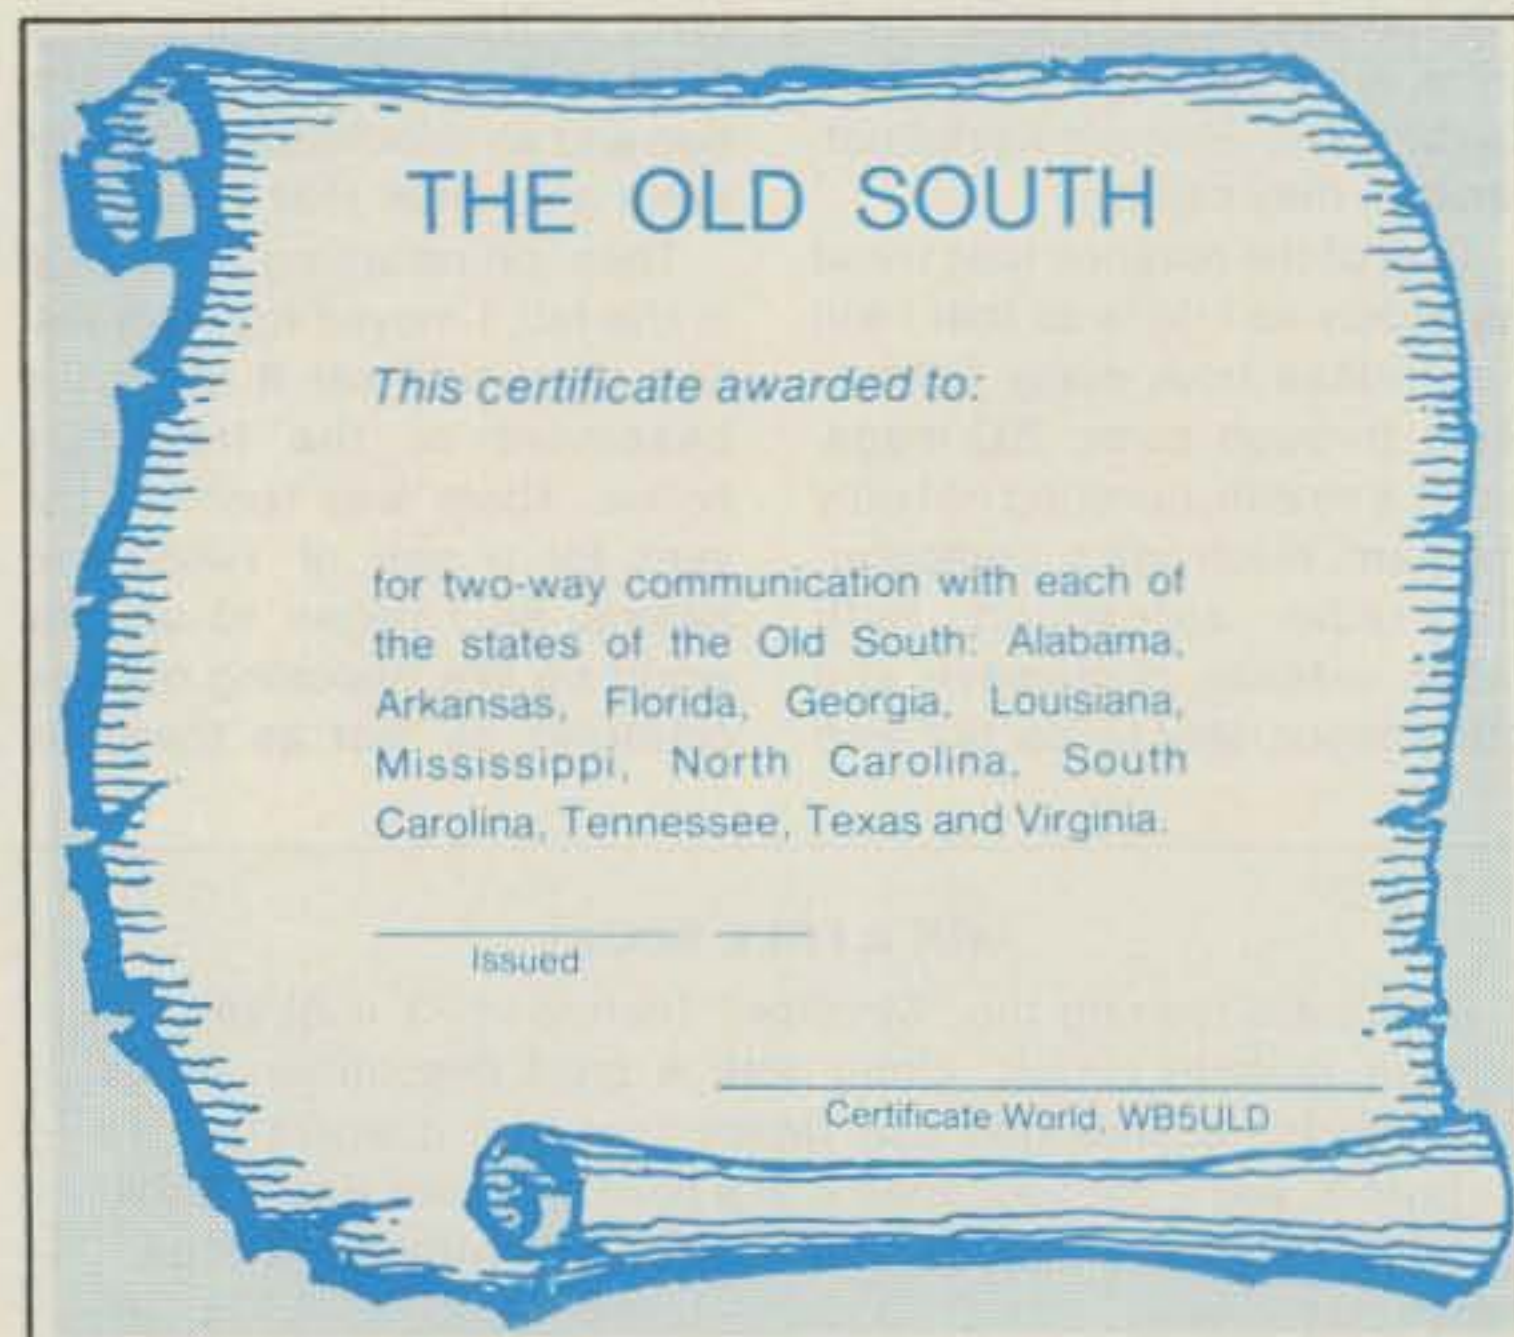 THE OLD SOUTH
This certificate awarded to:
for two-way communication with each of
the states of the Old South: Alabama,
Arkansas, Florida, Georgia, Louisiana,
Mississippi, North Carolina, South
Carolina, Tennessee, Texas and Virginia.
Issued
Certificate World, WB5ULD